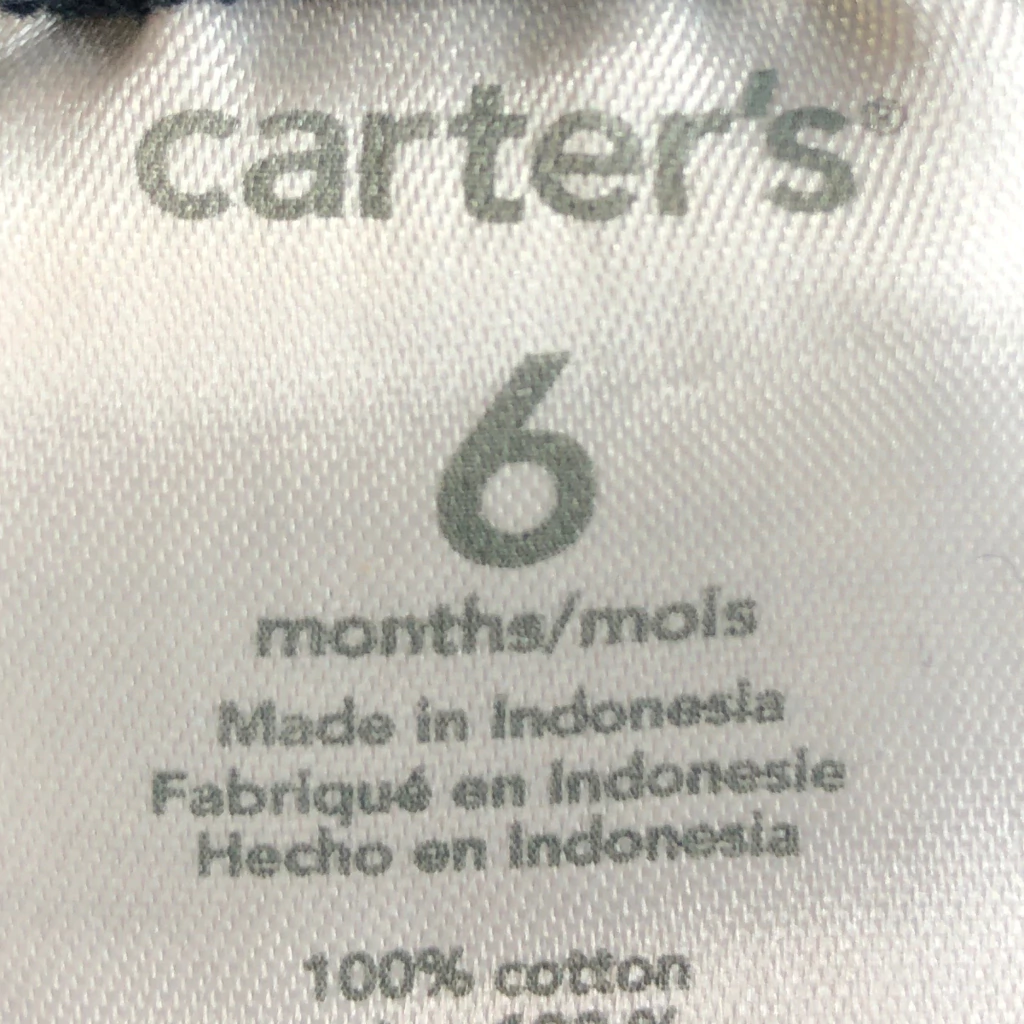 carter's®
6
months/mois
Made in Indonesia
Fabriqué en Indonesie
Hecho en Indonesia
100% cotton